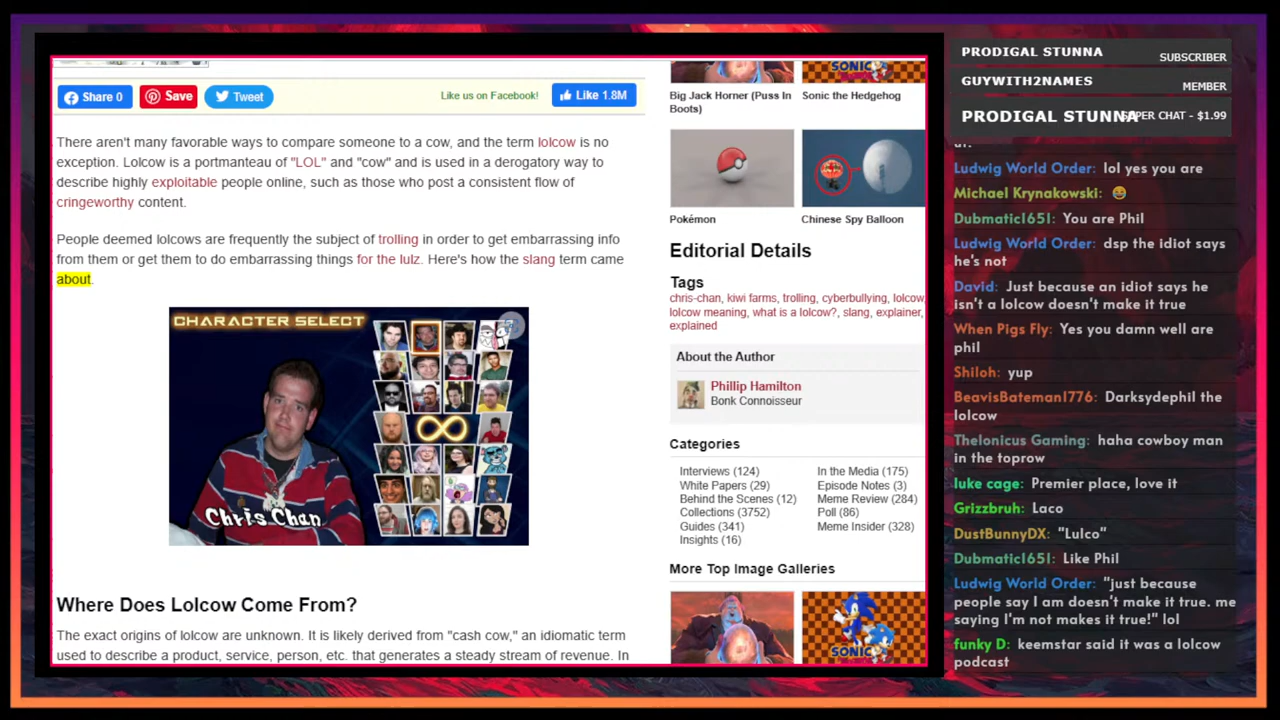 Share 0
Save
Tweet
Like us on Facebook!
Like 1.8M
There aren't many favorable ways to compare someone to a cow, and the term lolcow is no
exception. Lolcow is a portmanteau of "LOL" and "cow" and is used in a derogatory way to
describe highly exploitable people online, such as those who post a consistent flow of
cringeworthy content.
People deemed lolcows are frequently the subject of trolling in order to get embarrassing info
from them or get them to do embarrassing things for the lulz. Here's how the slang term came
about.
CHARACTER SELECT
Chris Chan
Where Does Lolcow Come From?
The exact origins of lolcow are unknown. It is likely derived from "cash cow," an idiomatic term
used to describe a product, service, person, etc. that generates a steady stream of revenue. In
SONIC
Big Jack Horner (Puss In
Boots)
Sonic the Hedgehog
Pokémon
Chinese Spy Balloon
Editorial Details
Tags
chris-chan, kiwi farms, trolling, cyberbullying, lolcow,
lolcow meaning, what is a lolcow?, slang, explainer,
explained
About the Author
Phillip Hamilton
Bonk Connoisseur
Categories
Interviews (124)
White Papers (29)
Behind the Scenes (12)
Collections (3752)
Guides (341)
Insights (16)
In the Media (175)
Episode Notes (3)
Meme Review (284)
Poll (86)
Meme Insider (328)
More Top Image Galleries
SONIC
PRODIGAL STUNNA
SUBSCRIBER
GUYWITH2NAMES
MEMBER
PRODIGAL STUNNA
SUPER CHAT - $1.99
Ludwig World Order: lol yes you are
Michael Krynakowski: 😅
Dubmatic1651: You are Phil
Ludwig World Order: dsp the idiot says
he's not
David: Just because an idiot says he
isn't a lolcow doesn't make it true
When Pigs Fly: Yes you damn well are
phil
Shiloh: yup
BeavisBateman1776: Darksydephil the
lolcow
Thelonicus Gaming: haha cowboy man
in the toprow
luke cage: Premier place, love it
Grizzbruh: Laco
DustBunnyDX: "Lulco"
Dubmatic1651: Like Phil
Ludwig World Order: "just because
people say I am doesn't make it true. me
saying I'm not makes it true!" lol
funky D: keemstar said it was a lolcow
podcast